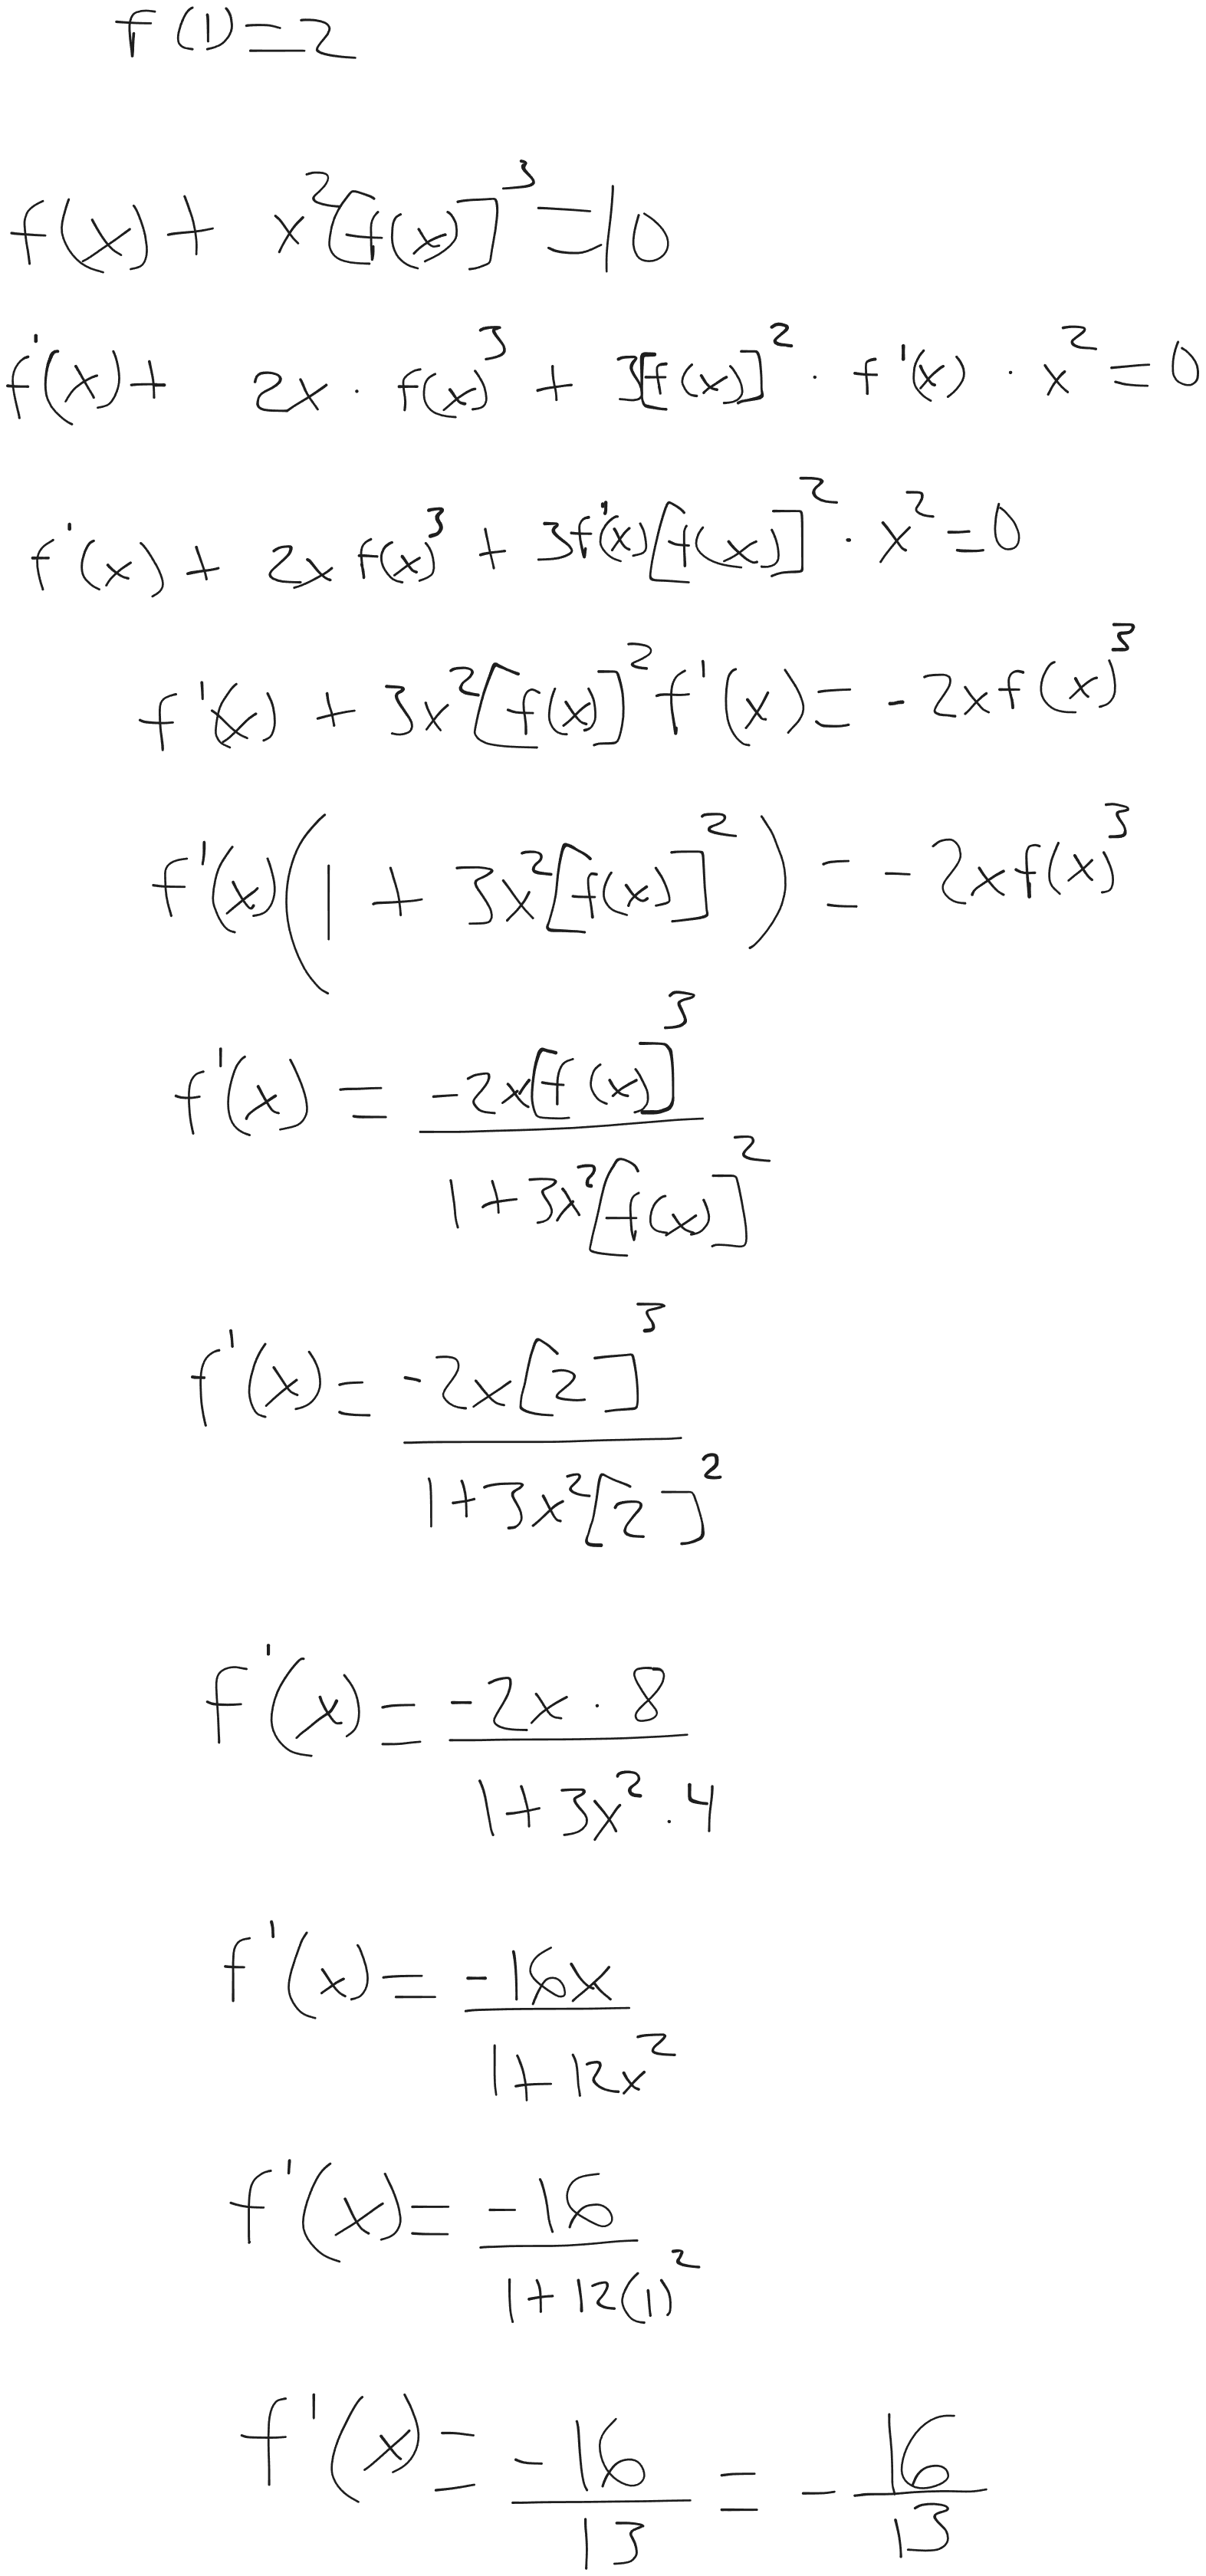 f(1)=2
f(x)+ x²[f(x)]³=10
f'(x)+ 2x · f(x)³ + 3[f(x)]² · f'(x) · x²=0
f'(x) + 2x f(x)³ + 3f'(x)[f(x)]² · x²=0
f'(x) + 3x²[f(x)]² f'(x) = -2x f(x)³
f'(x)(1 + 3x²[f(x)]²) = -2x f(x)³
f'(x) = -2x[f(x)]³ / 1+3x²[f(x)]²
f'(x) = -2x[2]³ / 1+3x²[2]²
f'(x) = -2x · 8 / 1+3x² · 4
f'(x) = -16x / 1+12x²
f'(x) = -16 / 1+12(1)²
f'(x) = -16 / 13 = - 16 / 13